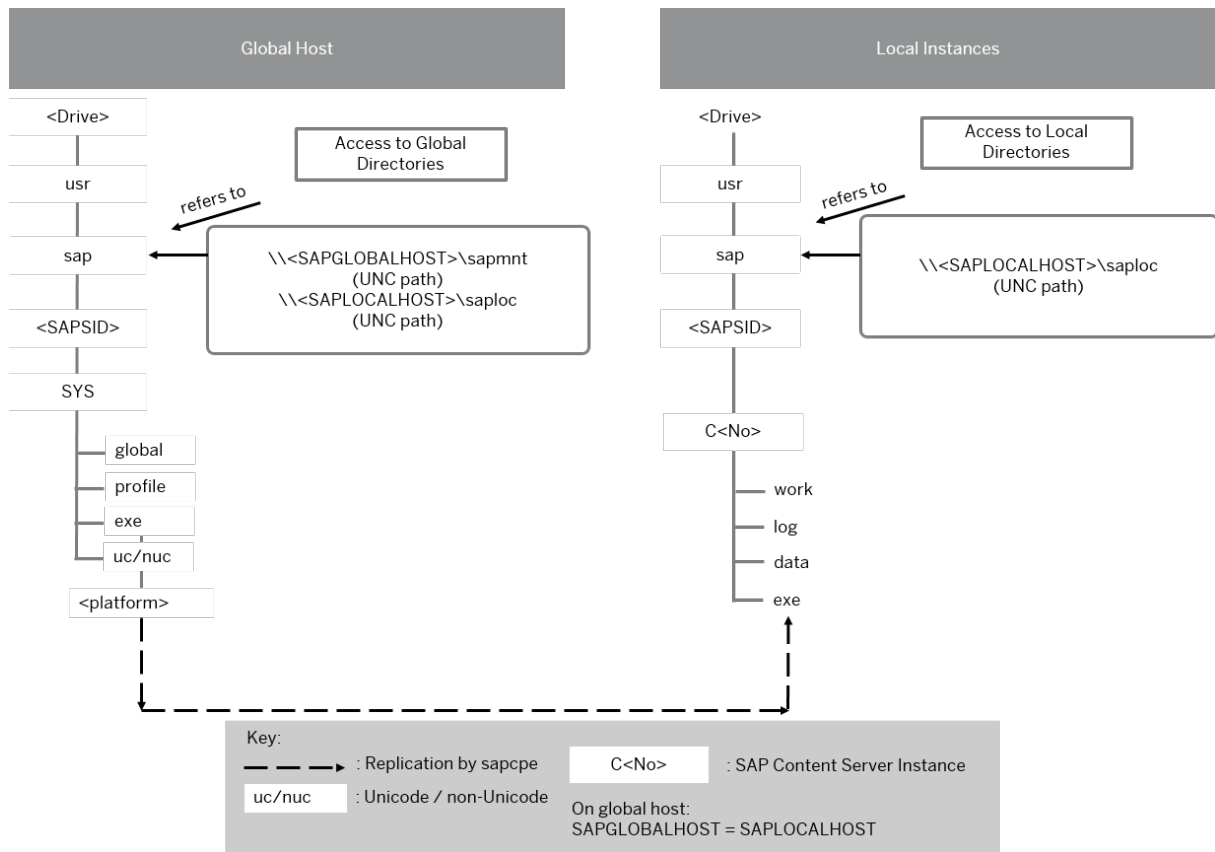 Global Host
<Drive>
usr
sap
<SAPSID>
SYS
global
profile
exe
uc/nuc
<platform>
Access to Global
Directories
refers to
\\<SAPGLOBALHOST>\sapmnt
(UNC path)
\\<SAPLOCALHOST>\saploc
(UNC path)
Local Instances
<Drive>
usr
sap
<SAPSID>
C<No>
work
log
data
exe
Access to Local
Directories
refers to
\\<SAPLOCALHOST>\saploc
(UNC path)
Key:
: Replication by sapcpe
uc/nuc : Unicode / non-Unicode
C<No> : SAP Content Server Instance
On global host:
SAPGLOBALHOST = SAPLOCALHOST